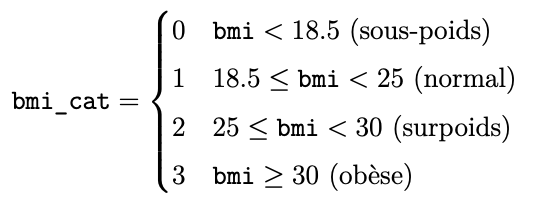 0 bmi < 18.5 (sous-poids)
1 18.5 ≤ bmi < 25 (normal)
bmi_cat =
2 25 ≤ bmi < 30 (surpoids)
3 bmi ≥ 30 (obèse)